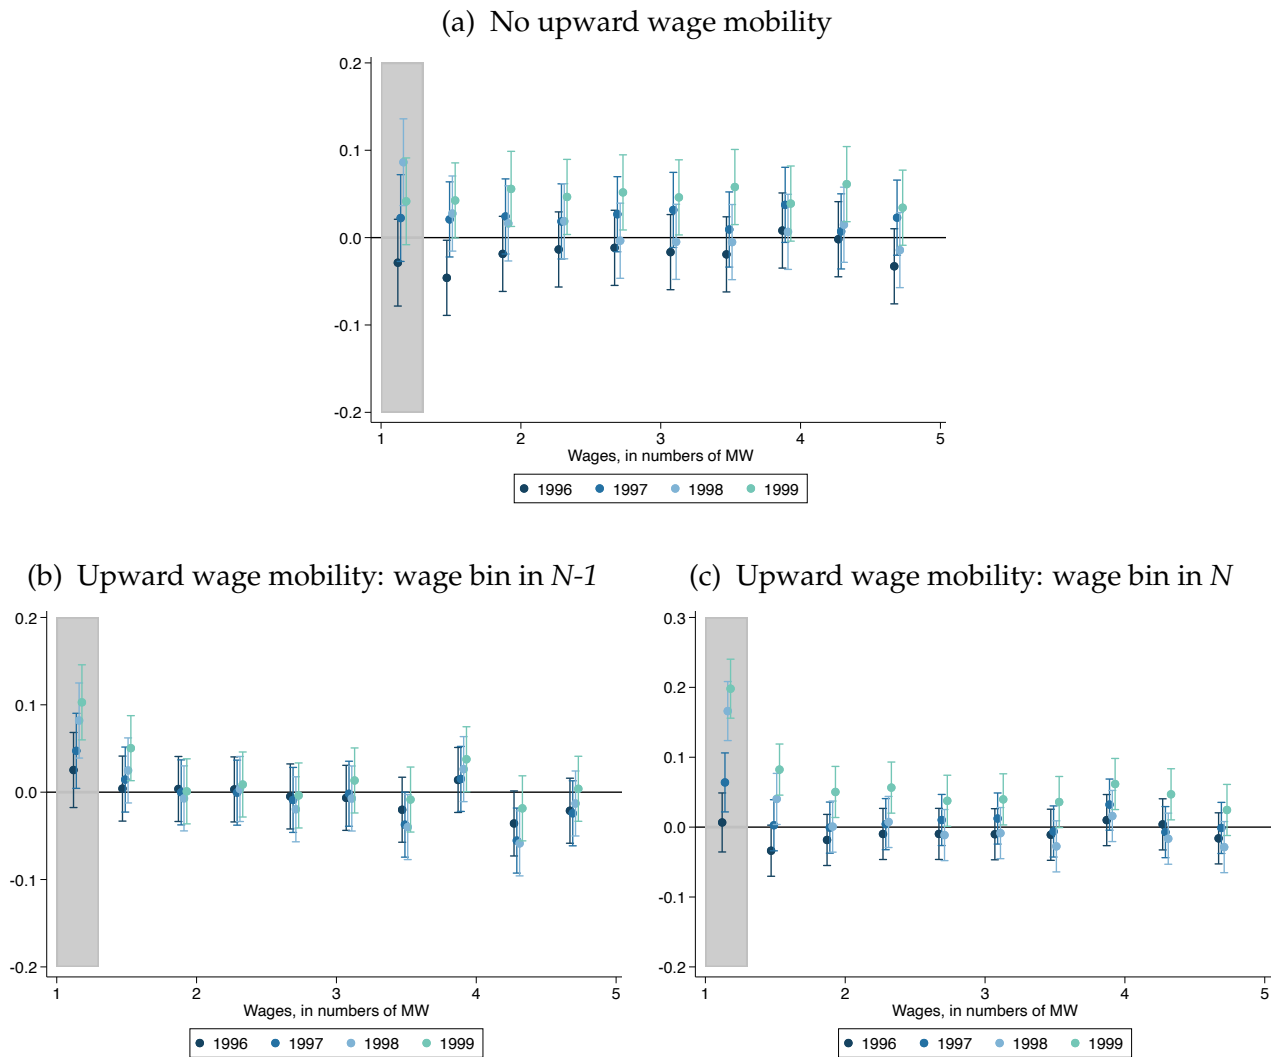 (a) No upward wage mobility
0.2
0.1
0.0
-0.1
-0.2
1 2 3 4 5
Wages, in numbers of MW
1996 1997 1998 1999
(b) Upward wage mobility: wage bin in N-1
0.2
0.1
0.0
-0.1
-0.2
1 2 3 4 5
Wages, in numbers of MW
1996 1997 1998 1999
(c) Upward wage mobility: wage bin in N
0.3
0.2
0.1
0.0
-0.1
-0.2
1 2 3 4 5
Wages, in numbers of MW
1996 1997 1998 1999